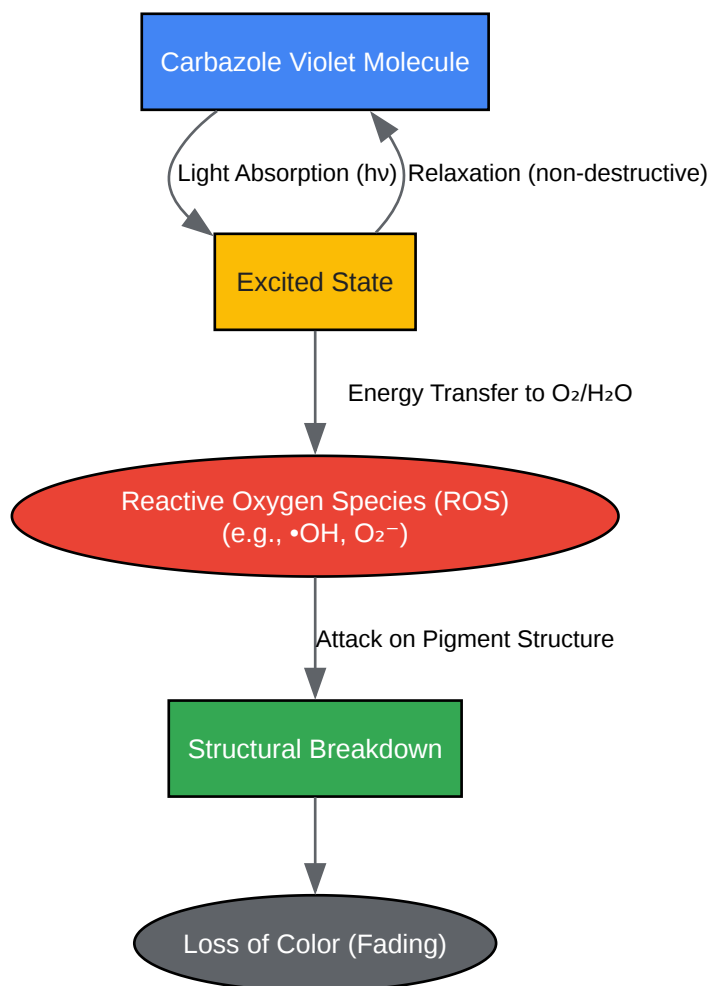 Carbazole Violet Molecule
Light Absorption (hν)
Relaxation (non-destructive)
Excited State
Energy Transfer to O₂/H₂O
Reactive Oxygen Species (ROS)
(e.g., •OH, O₂⁻)
Attack on Pigment Structure
Structural Breakdown
Loss of Color (Fading)